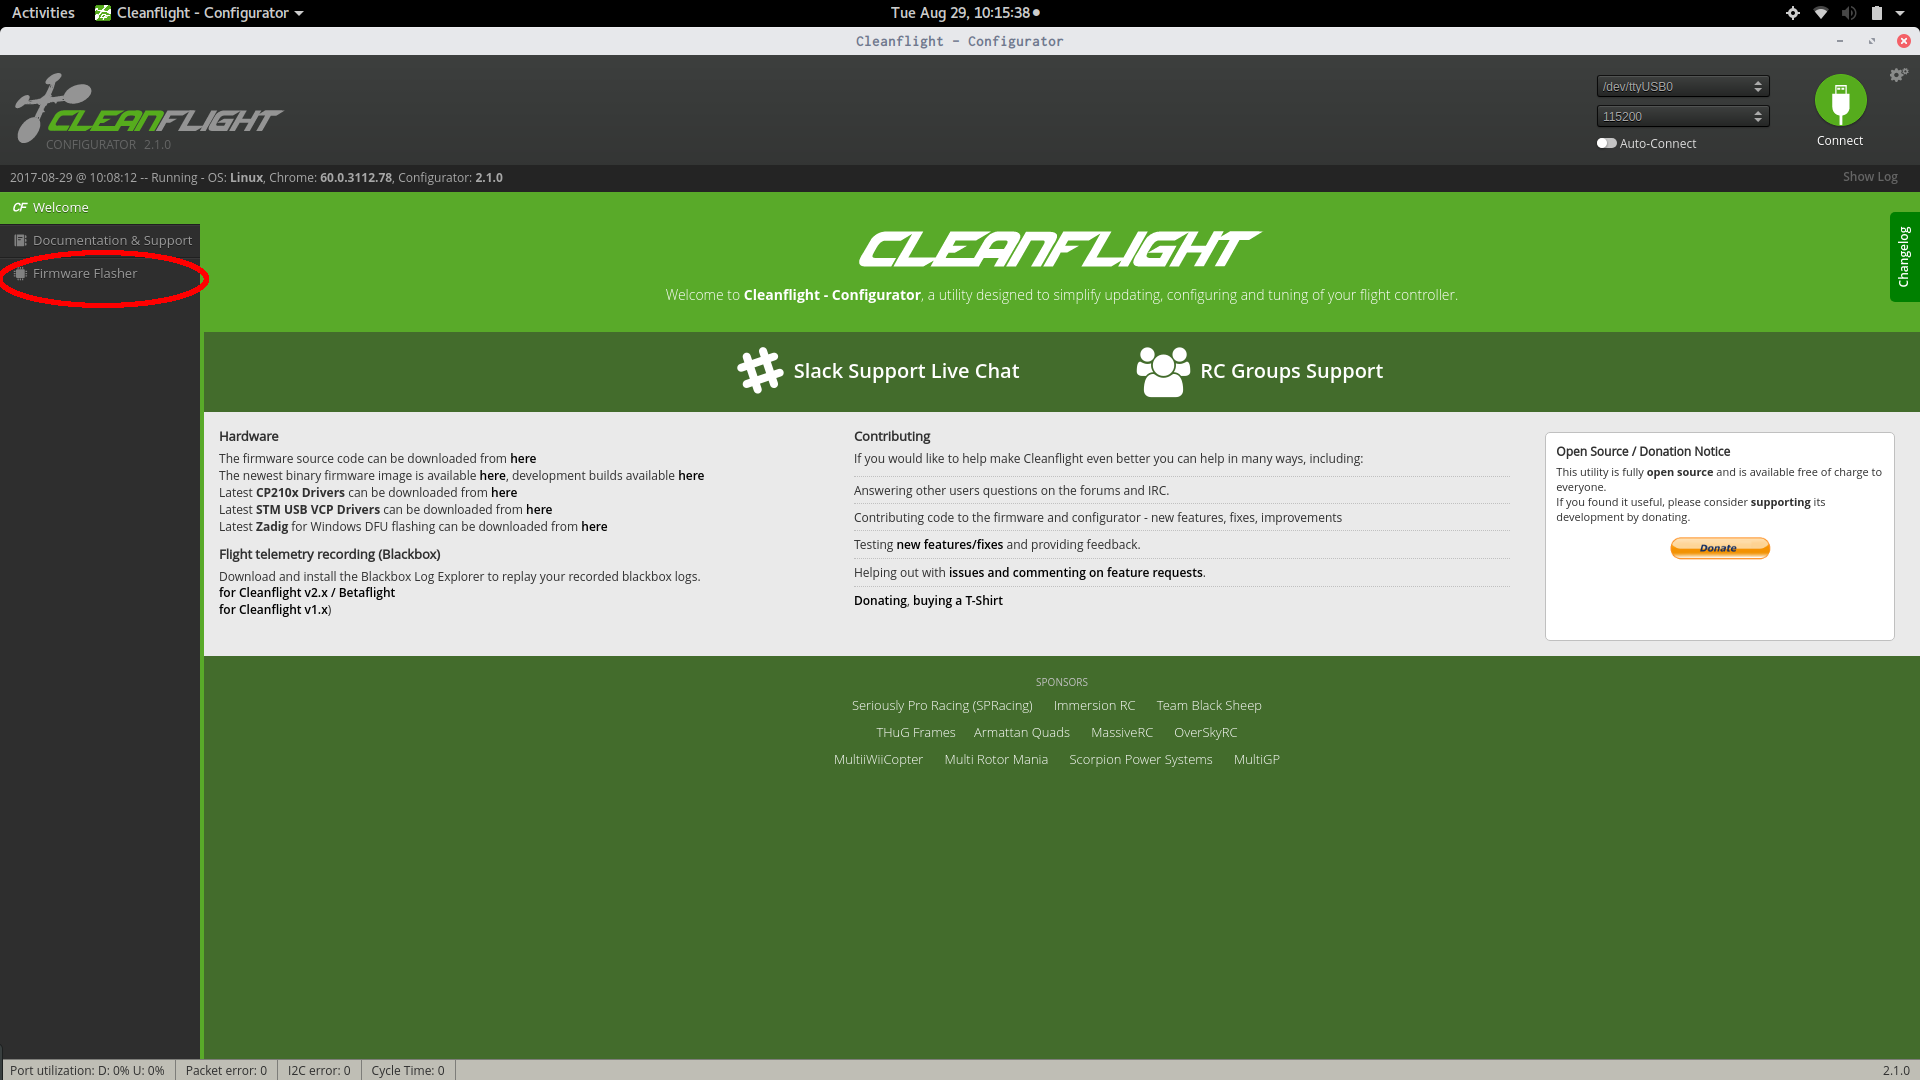 Activities Cleanflight - Configurator Tue Aug 29, 10:15:38
Cleanflight - Configurator
CLEANFLIGHT
CONFIGURATOR 2.1.0
/dev/ttyUSB0
115200
Auto-Connect
Connect
2017-08-29 @ 10:08:12 -- Running - OS: Linux, Chrome: 60.0.3112.78, Configurator: 2.1.0
Show Log
CF Welcome
Documentation & Support
Firmware Flasher
CLEANFLIGHT
Welcome to Cleanflight - Configurator, a utility designed to simplify updating, configuring and tuning of your flight controller.
Changelog
Slack Support Live Chat
RC Groups Support
Hardware
The firmware source code can be downloaded from here
The newest binary firmware image is available here, development builds available here
Latest CP210x Drivers can be downloaded from here
Latest STM USB VCP Drivers can be downloaded from here
Latest Zadig for Windows DFU flashing can be downloaded from here
Flight telemetry recording (Blackbox)
Download and install the Blackbox Log Explorer to replay your recorded blackbox logs.
for Cleanflight v2.x / Betaflight
for Cleanflight v1.x)
Contributing
If you would like to help make Cleanflight even better you can help in many ways, including:
Answering other users questions on the forums and IRC.
Contributing code to the firmware and configurator - new features, fixes, improvements
Testing new features/fixes and providing feedback.
Helping out with issues and commenting on feature requests.
Donating, buying a T-Shirt
Open Source / Donation Notice
This utility is fully open source and is available free of charge to
everyone.
If you found it useful, please consider supporting its
development by donating.
Donate
SPONSORS
Seriously Pro Racing (SPRacing) Immersion RC Team Black Sheep
THuG Frames Armattan Quads MassiveRC OverSkyRC
MultiiWiiCopter Multi Rotor Mania Scorpion Power Systems MultiGP
Port utilization: D: 0% U: 0% Packet error: 0 I2C error: 0 Cycle Time: 0 2.1.0